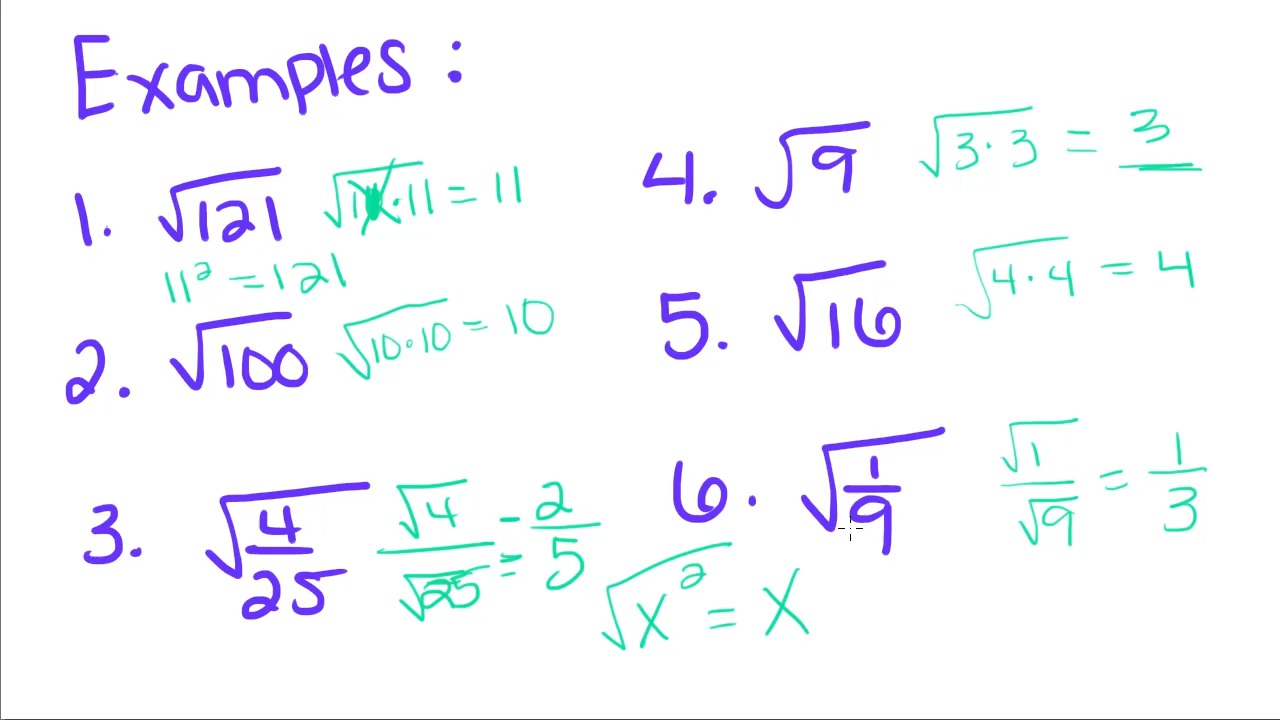 Examples :
1. √121 √11·11 = 11
11² = 121
2. √100 √10·10 = 10
3. √4/25 √4/√25 = 2/5
√x² = x
4. √9 √3·3 = 3
5. √16 √4·4 = 4
6. √1/9 √1/√9 = 1/3